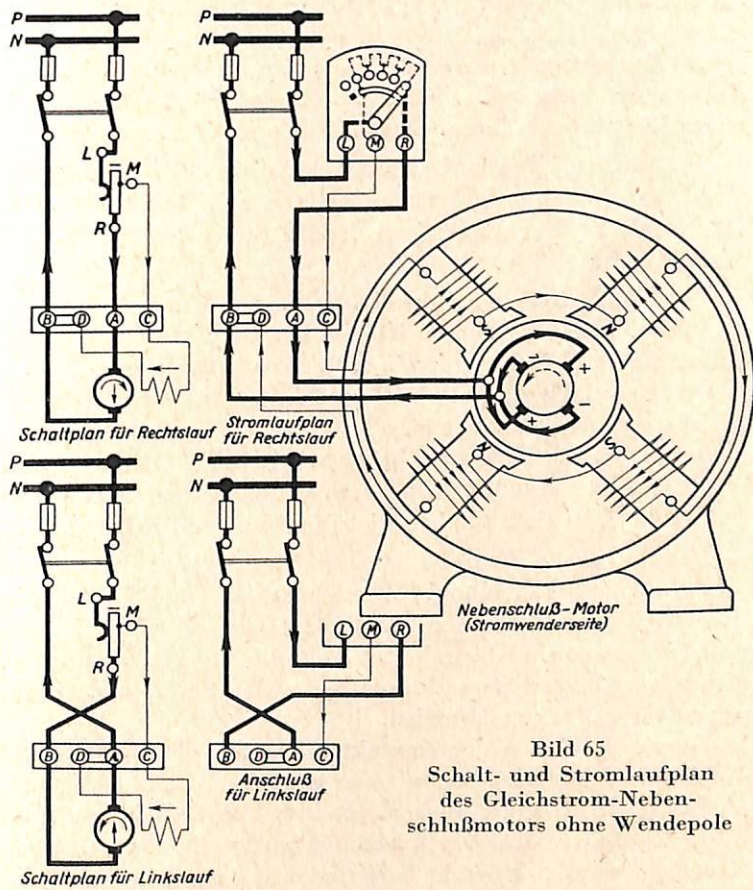 P
N
L
M
R
B D A C
Schaltplan für Rechtslauf
P
N
L M R
B D A C
Stromlaufplan
für Rechtslauf
S
N
N
S
+
−
+
Nebenschluß-Motor
(Stromwenderseite)
P
N
L
M
R
B D A C
Schaltplan für Linkslauf
P
N
L M R
B D A C
Anschluß
für Linkslauf
Bild 65
Schalt- und Stromlaufplan
des Gleichstrom-Neben-
schlußmotors ohne Wendepole